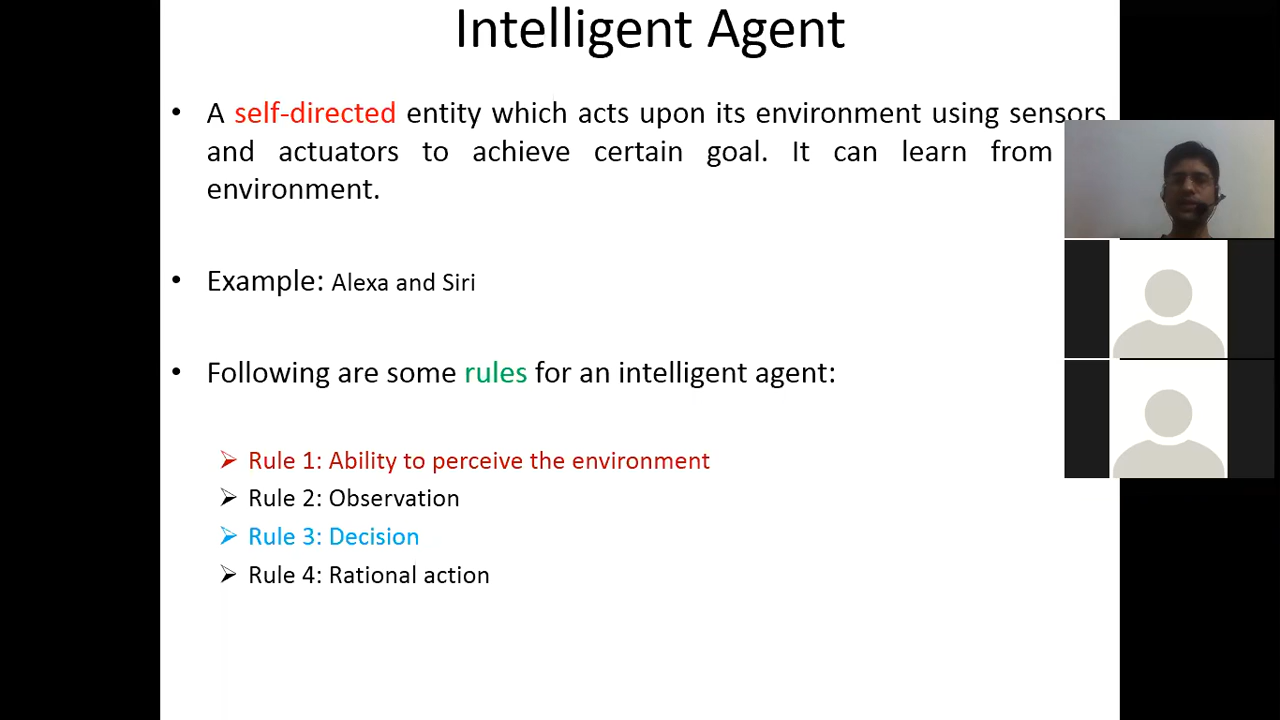 Intelligent Agent
• A self-directed entity which acts upon its environment using sensors
and actuators to achieve certain goal. It can learn from
environment.
• Example: Alexa and Siri
• Following are some rules for an intelligent agent:
➢ Rule 1: Ability to perceive the environment
➢ Rule 2: Observation
➢ Rule 3: Decision
➢ Rule 4: Rational action